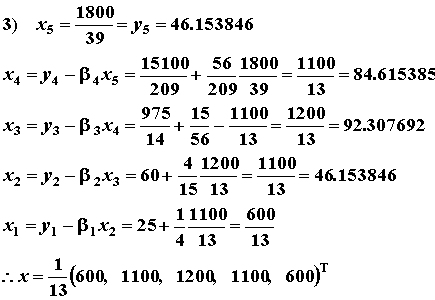 3) x₅ = 1800/39 = y₅ = 46.153846
x₄ = y₄ − β₄x₅ = 15100/209 + 56/209 1800/39 = 1100/13 = 84.615385
x₃ = y₃ − β₃x₄ = 975/14 + 15/56 − 1100/13 = 1200/13 = 92.307692
x₂ = y₂ − β₂x₃ = 60 + 4/15 1200/13 = 1100/13 = 46.153846
x₁ = y₁ − β₁x₂ = 25 + 1/4 1100/13 = 600/13
∴ x = 1/13 (600, 1100, 1200, 1100, 600)ᵀ